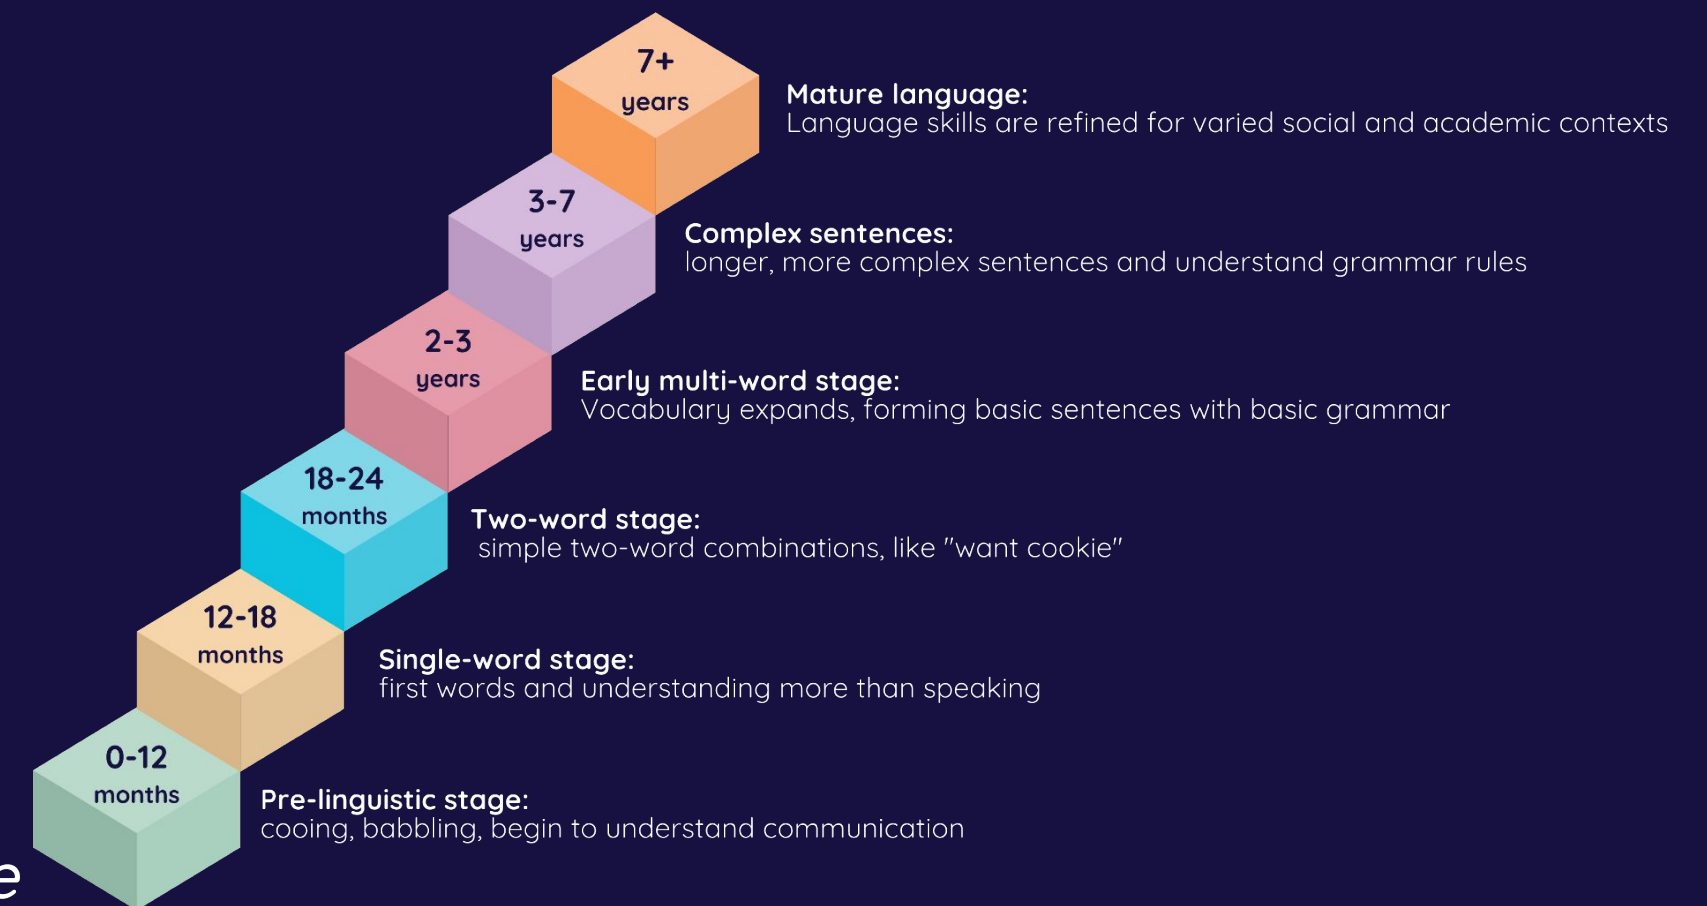 7+
years
Mature language:
Language skills are refined for varied social and academic contexts
3-7
years
Complex sentences:
longer, more complex sentences and understand grammar rules
2-3
years
Early multi-word stage:
Vocabulary expands, forming basic sentences with basic grammar
18-24
months
Two-word stage:
simple two-word combinations, like "want cookie"
12-18
months
Single-word stage:
first words and understanding more than speaking
0-12
months
Pre-linguistic stage:
cooing, babbling, begin to understand communication